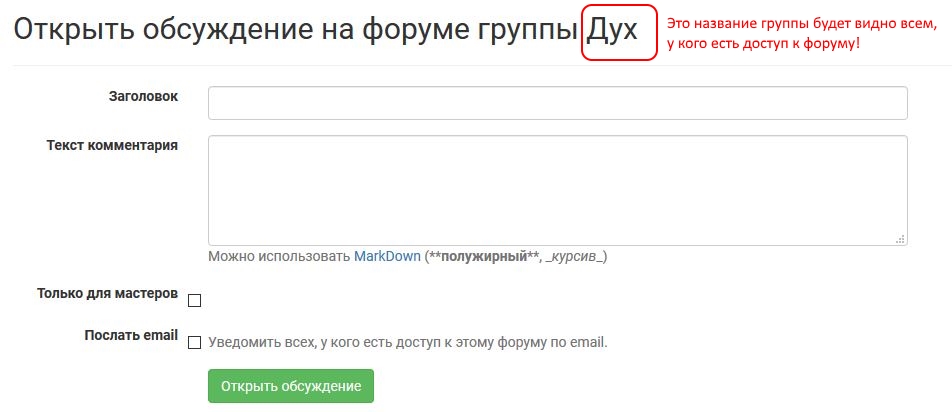 Открыть обсуждение на форуме группы Дух
Это название группы будет видно всем,
у кого есть доступ к форуму!
Заголовок
Текст комментария
Можно использовать MarkDown (**полужирный**, _курсив_)
Только для мастеров
Послать email
Уведомить всех, у кого есть доступ к этому форуму по email.
Открыть обсуждение